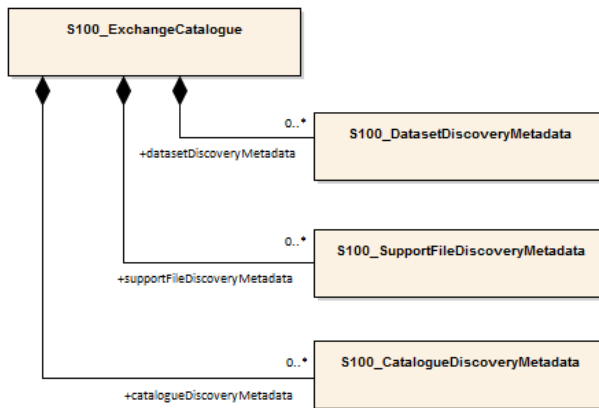 S100_ExchangeCatalogue
0..*
S100_DatasetDiscoveryMetadata
+datasetDiscoveryMetadata
0..*
S100_SupportFileDiscoveryMetadata
+supportFileDiscoveryMetadata
0..*
S100_CatalogueDiscoveryMetadata
+catalogueDiscoveryMetadata